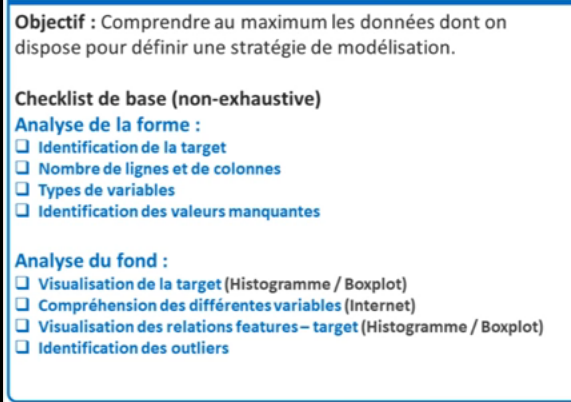 Objectif : Comprendre au maximum les données dont on
dispose pour définir une stratégie de modélisation.
Checklist de base (non-exhaustive)
Analyse de la forme :
❑ Identification de la target
❑ Nombre de lignes et de colonnes
❑ Types de variables
❑ Identification des valeurs manquantes
Analyse du fond :
❑ Visualisation de la target (Histogramme / Boxplot)
❑ Compréhension des différentes variables (Internet)
❑ Visualisation des relations features – target (Histogramme / Boxplot)
❑ Identification des outliers